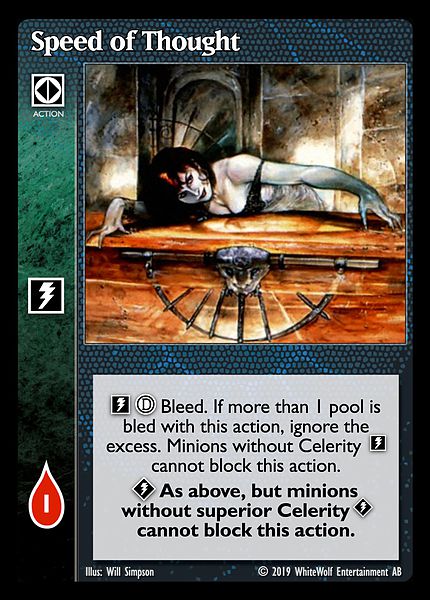 Speed of Thought
ACTION
Ⓓ Bleed. If more than 1 pool is
bled with this action, ignore the
excess. Minions without Celerity
cannot block this action.
As above, but minions
without superior Celerity
cannot block this action.
1
Illus: Will Simpson
© 2019 WhiteWolf Entertainment AB